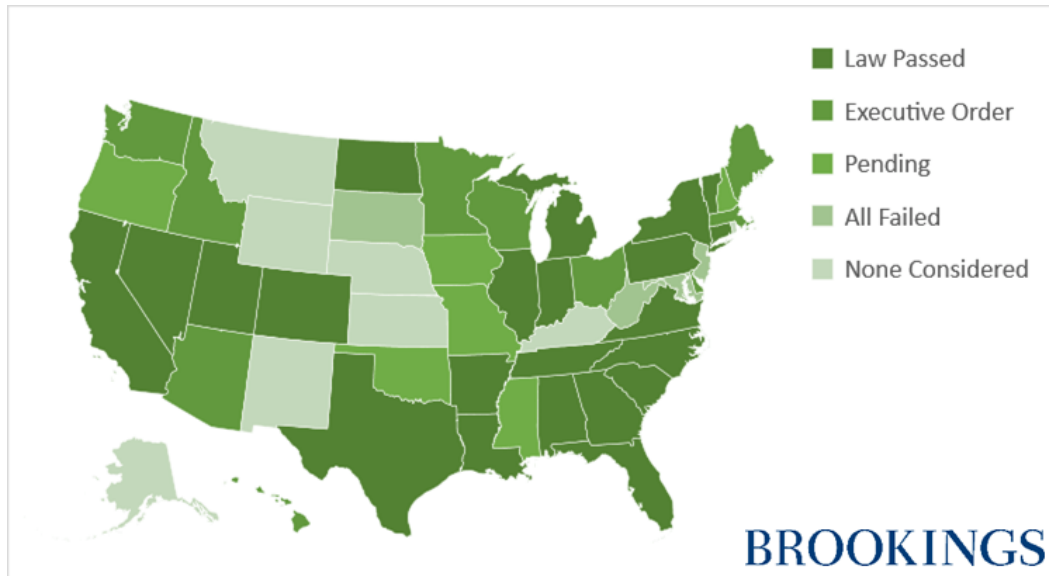 Law Passed
Executive Order
Pending
All Failed
None Considered
BROOKINGS